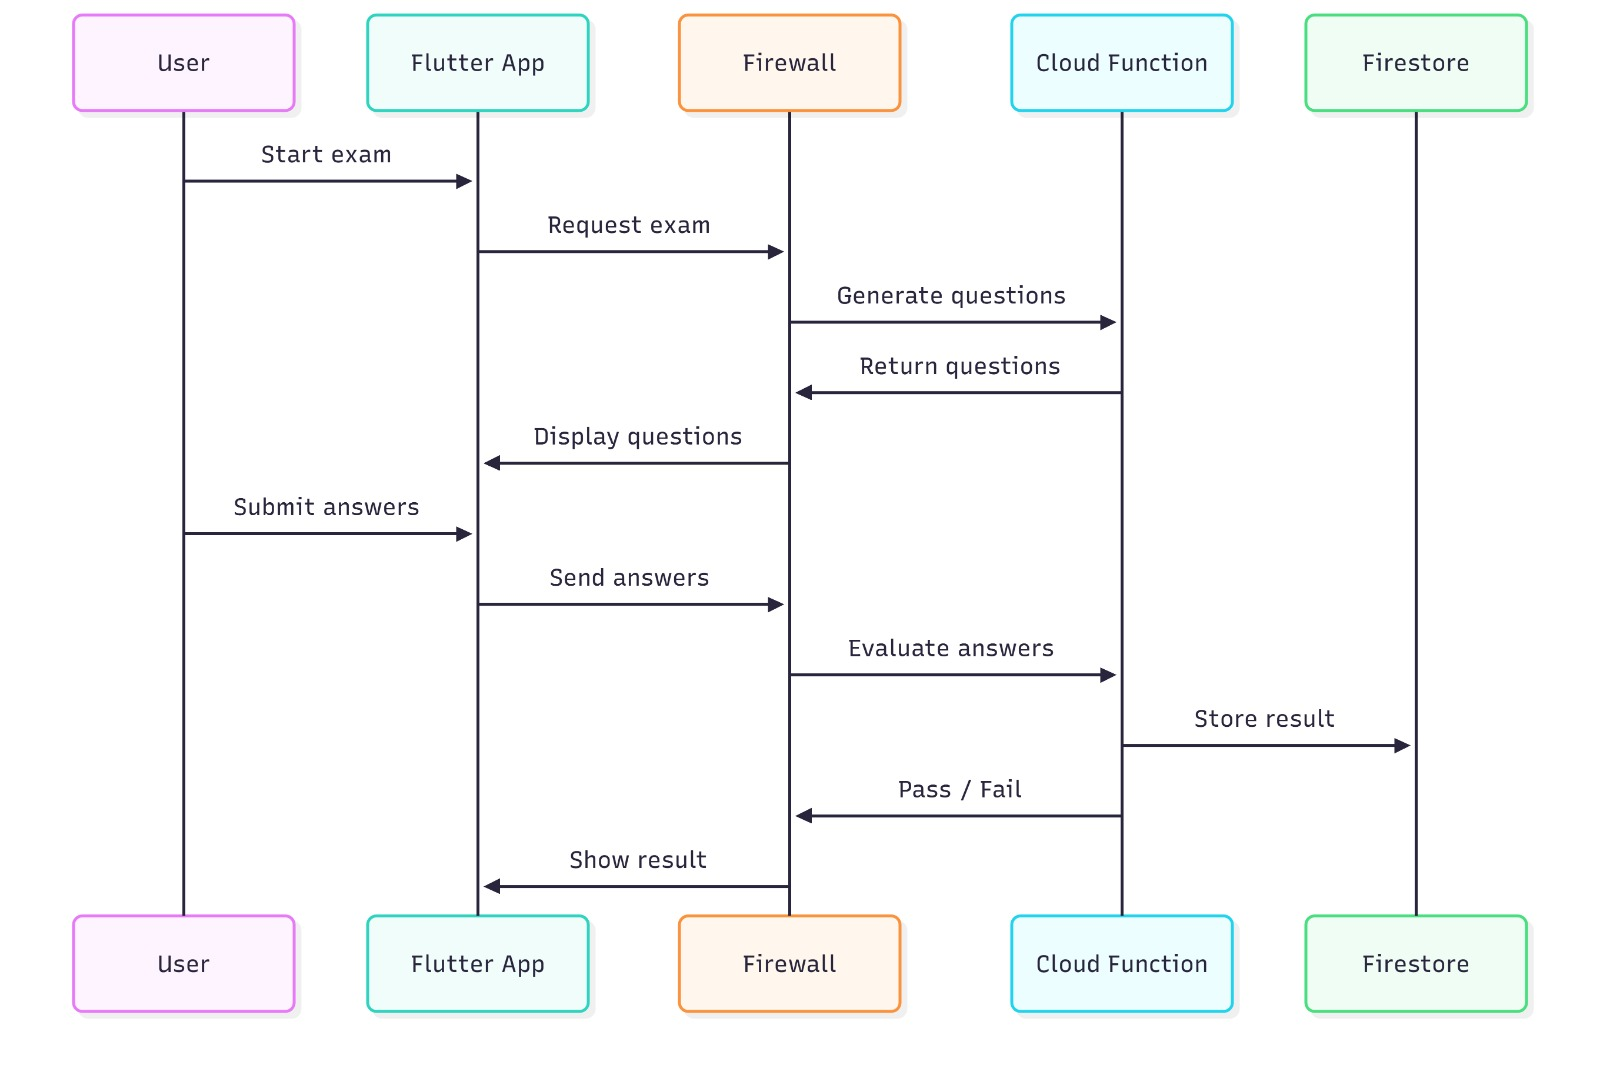 User
Flutter App
Firewall
Cloud Function
Firestore
Start exam
Request exam
Generate questions
Return questions
Display questions
Submit answers
Send answers
Evaluate answers
Store result
Pass / Fail
Show result
User
Flutter App
Firewall
Cloud Function
Firestore